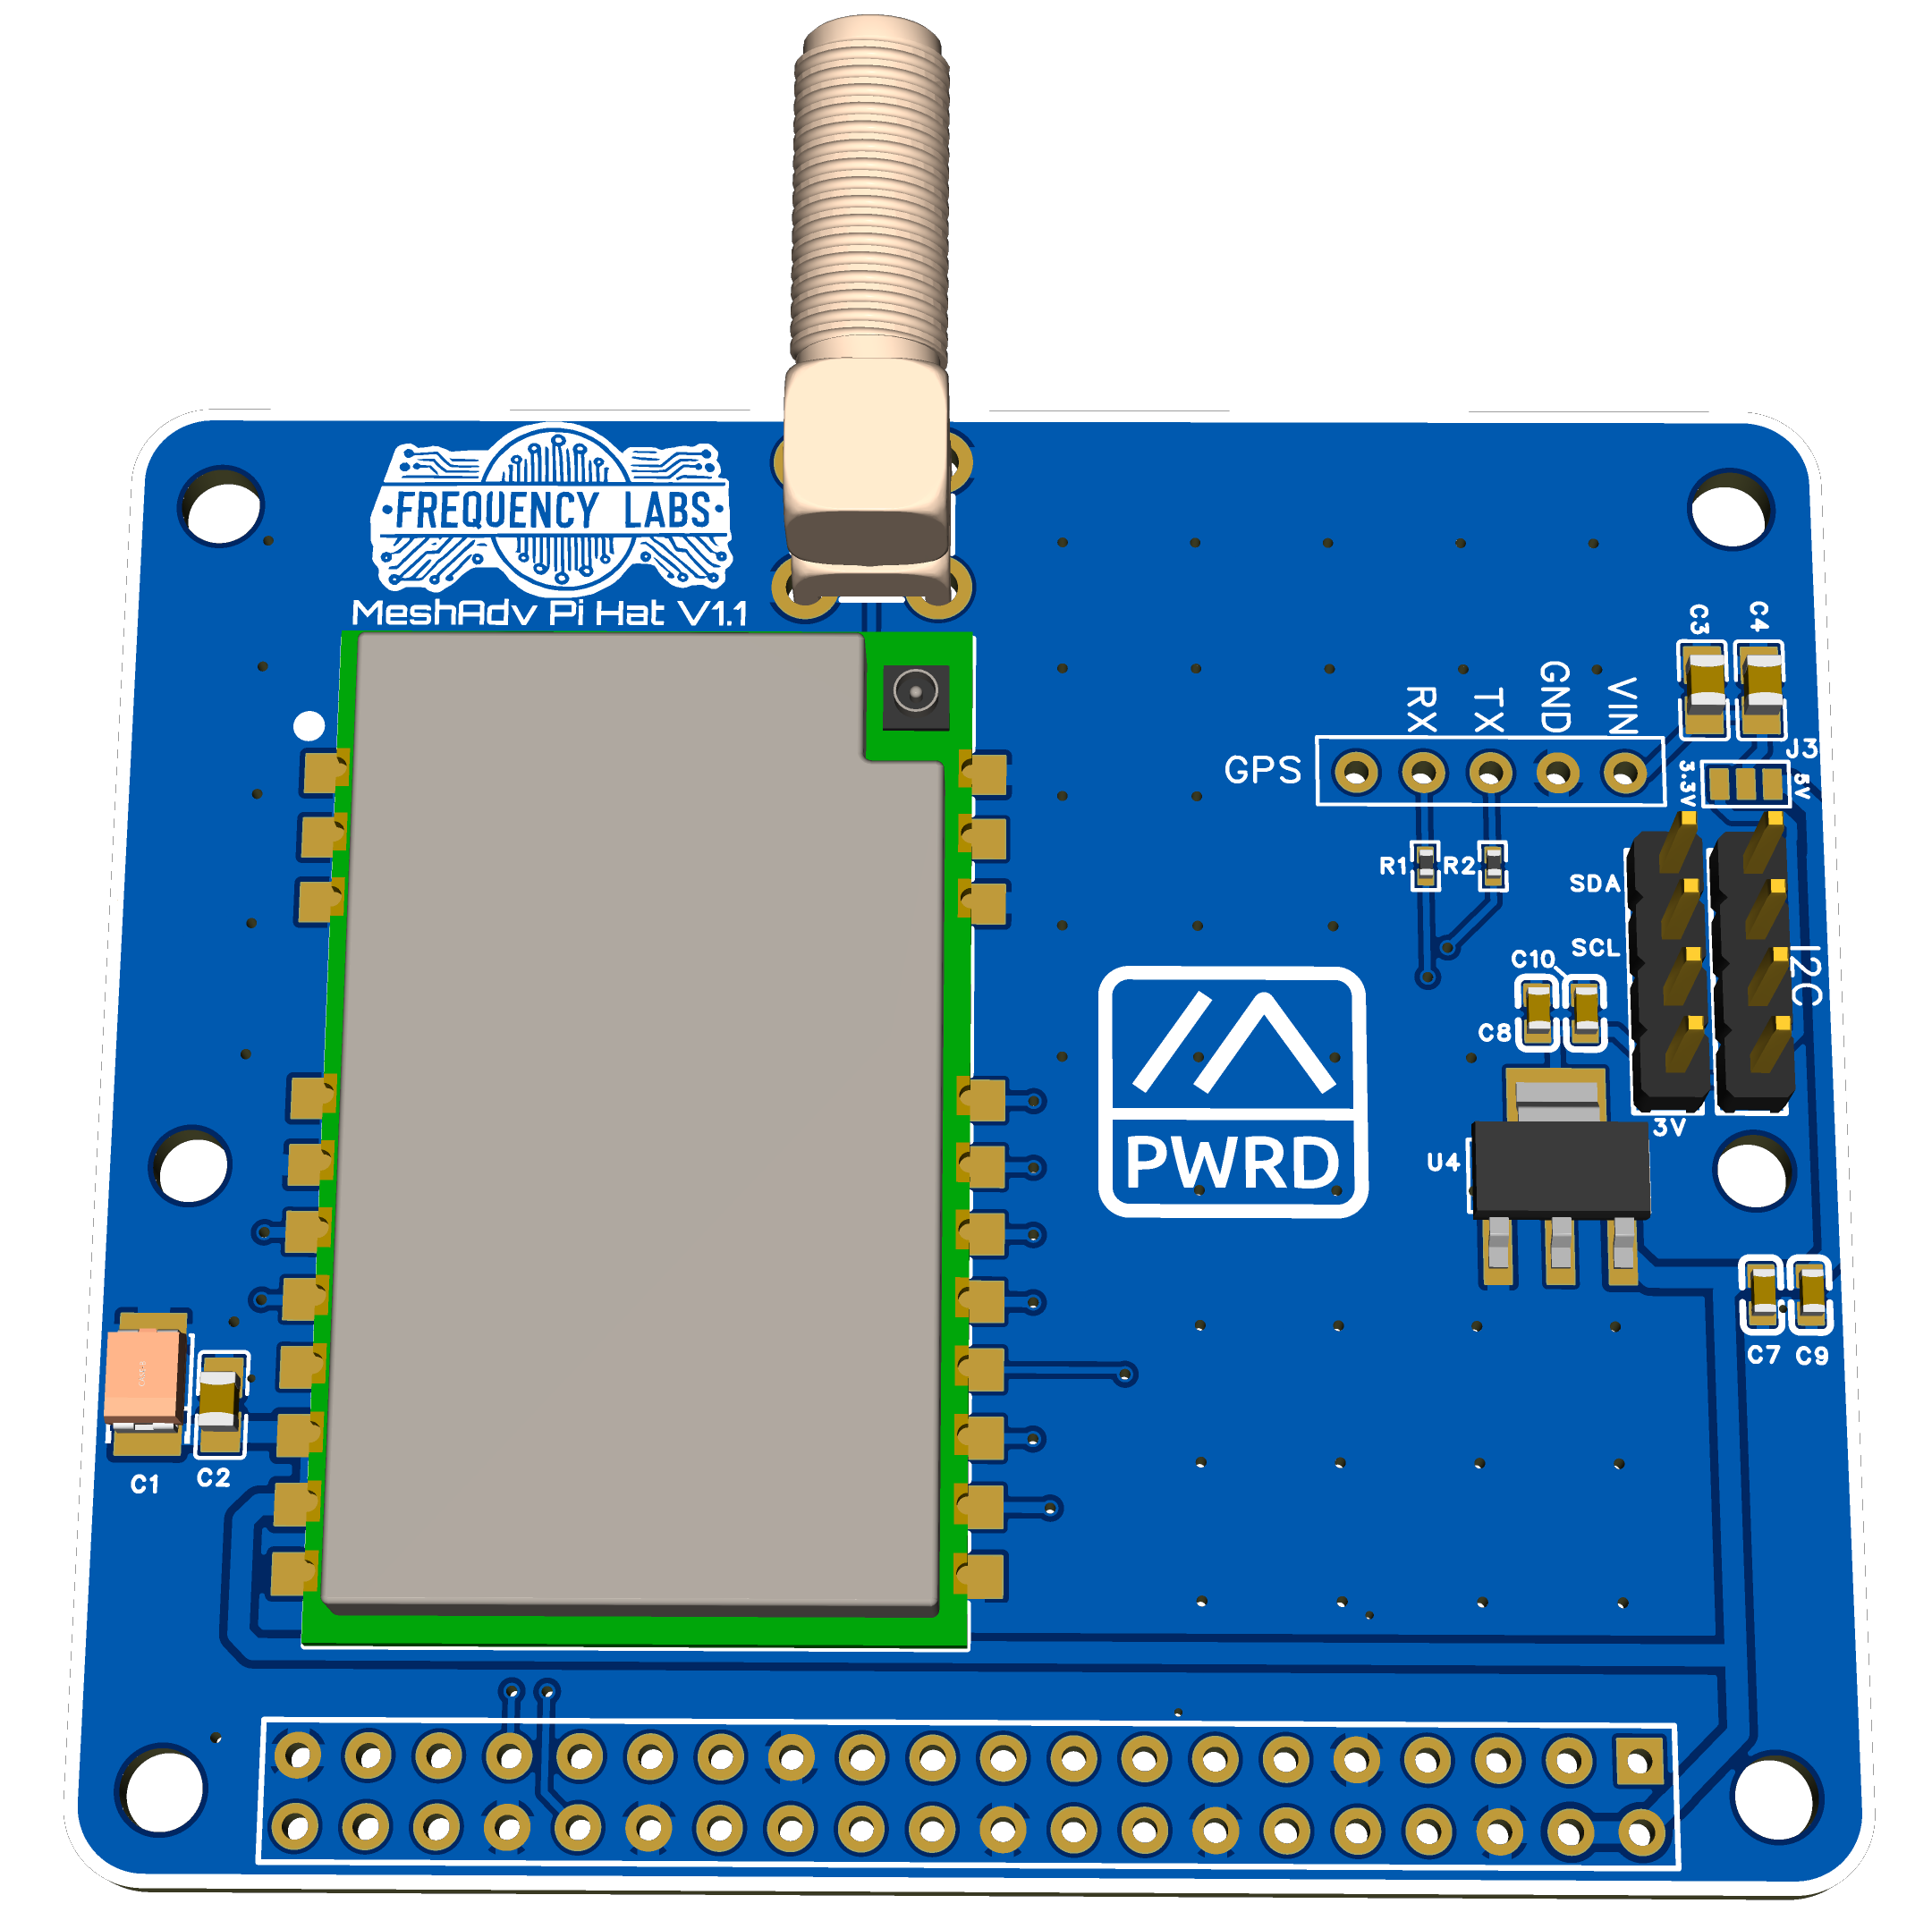 FREQUENCY LABS
MeshAdv Pi Hat V1.1
C3
C4
RX
TX
GND
VIN
GPS
J3
3.3V
5V
R1
R2
SDA
SCL
C10
I2C
C8
3V
PWRD
U4
C7
C9
C1
C2